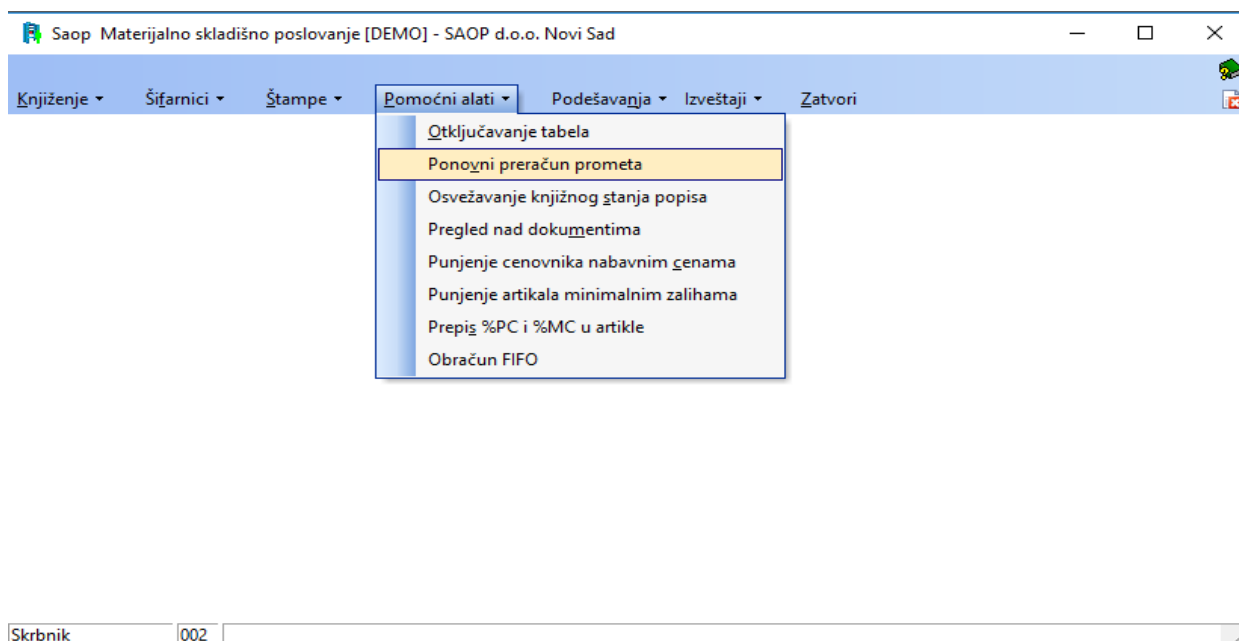 Saop Materijalno skladišno poslovanje [DEMO] - SAOP d.o.o. Novi Sad
Knjiženje Šifarnici Štampe Pomoćni alati Podešavanja Izveštaji Zatvori
Otključavanje tabela
Ponovni preračun prometa
Osvežavanje knjižnog stanja popisa
Pregled nad dokumentima
Punjenje cenovnika nabavnim cenama
Punjenje artikala minimalnim zalihama
Prepis %PC i %MC u artikle
Obračun FIFO
Skrbnik 002